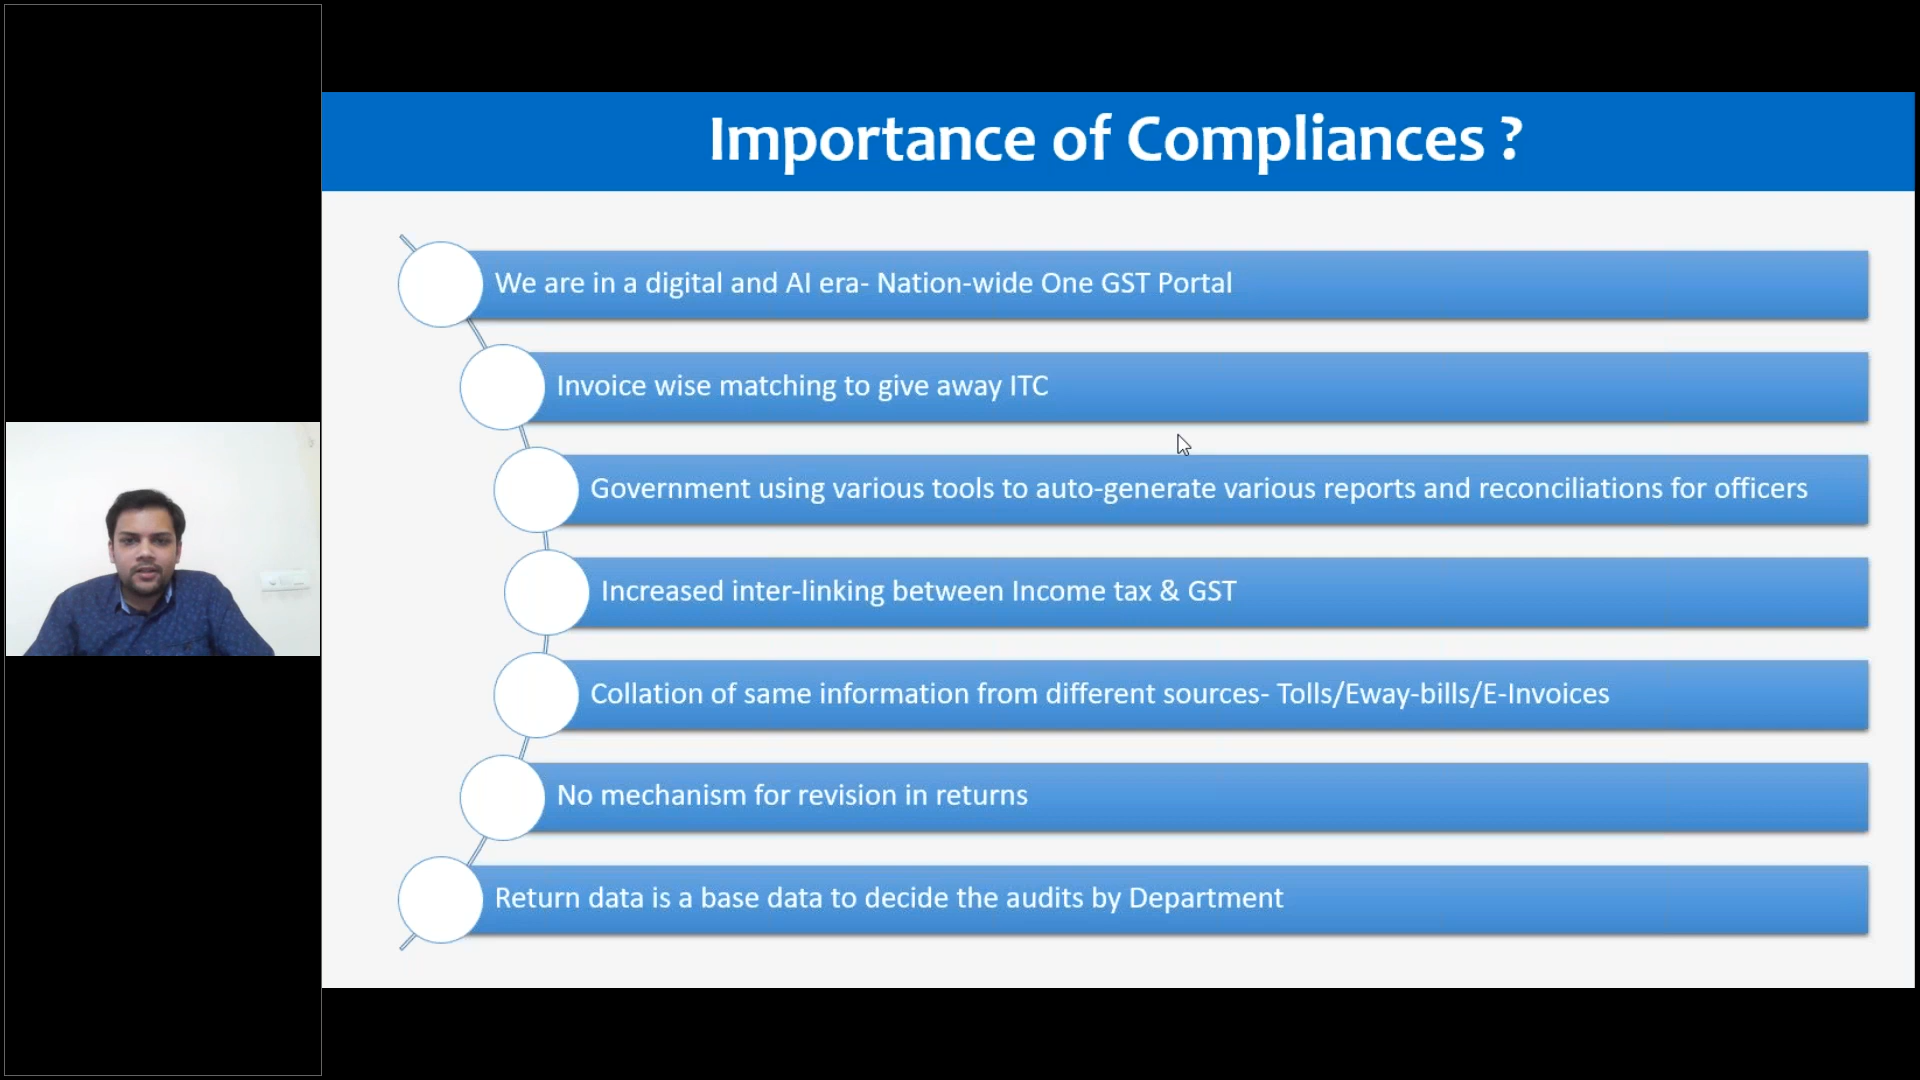 Importance of Compliances ?
We are in a digital and AI era- Nation-wide One GST Portal
Invoice wise matching to give away ITC
Government using various tools to auto-generate various reports and reconciliations for officers
Increased inter-linking between Income tax & GST
Collation of same information from different sources- Tolls/Eway-bills/E-Invoices
No mechanism for revision in returns
Return data is a base data to decide the audits by Department